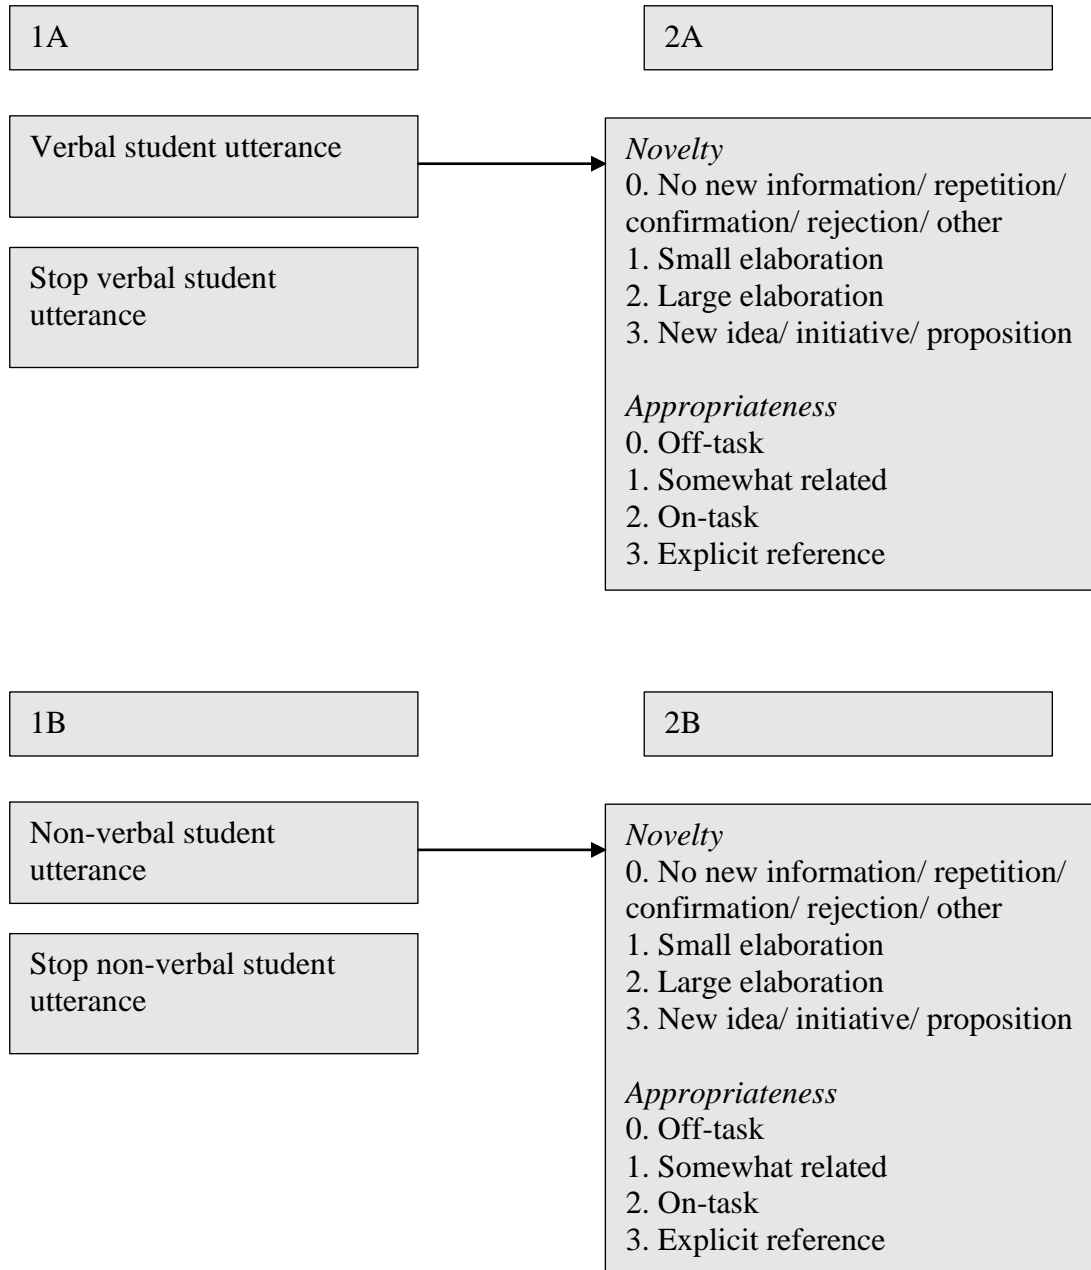 1A
2A
Verbal student utterance
Stop verbal student
utterance
Novelty
0. No new information/ repetition/
confirmation/ rejection/ other
1. Small elaboration
2. Large elaboration
3. New idea/ initiative/ proposition
Appropriateness
0. Off-task
1. Somewhat related
2. On-task
3. Explicit reference
1B
2B
Non-verbal student
utterance
Stop non-verbal student
utterance
Novelty
0. No new information/ repetition/
confirmation/ rejection/ other
1. Small elaboration
2. Large elaboration
3. New idea/ initiative/ proposition
Appropriateness
0. Off-task
1. Somewhat related
2. On-task
3. Explicit reference